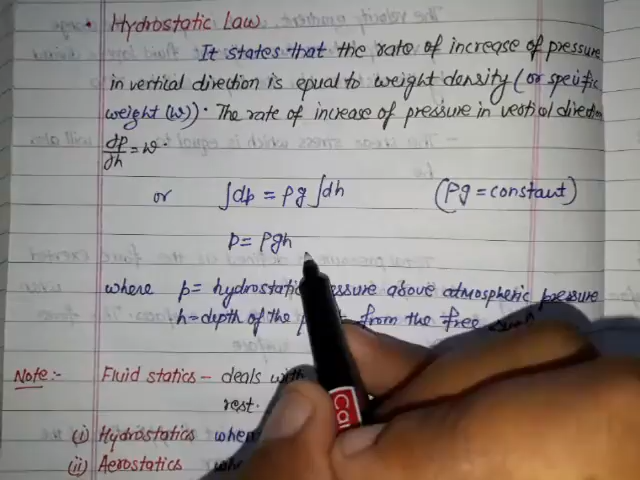 • Hydrostatic Law
It states that the rate of increase of pressure
in vertical direction is equal to weight density (or specific
weight (w)). The rate of increase of pressure in vertical direction
dp/dh = w.
or ∫dp = ρg∫dh (ρg = constant)
p = ρgh
where p = hydrostatic pressure above atmospheric pressure
h = depth of the from the free
Note:- Fluid statics - deals with
rest.
(i) Hydrostatics when
(ii) Aerostatics